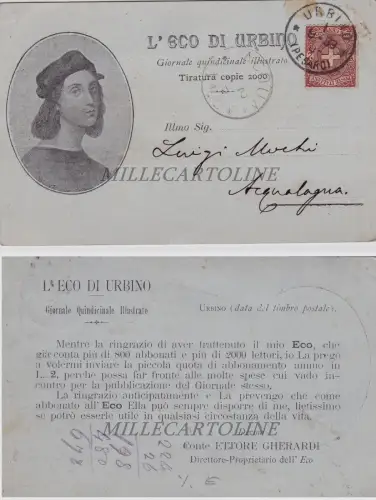 L'ECO DI URBINO
Giornale quindicinale illustrato
Tiratura copie 2000
URBI
(PESARO)
Illmo Sig.
Luigi Mochi
MILLECARTOLINE
Acqualagna.
L'ECO DI URBINO
Giornale Quindicinale Illustrato
URBINO (data del timbro postale).
Mentre la ringrazio di aver trattenuto il mio Eco, che
già conta più di 800 abbonati e più di 2000 lettori, io La prego
a volermi inviare la piccola quota di abbonamento annuo in
L. 2, perchè possa far fronte alle molte spese cui vado in-
contro per la pubblicazione del Giornale stesso.
La ringrazio anticipatamente e La prevengo che come
abbonato all'Eco Ella può sempre disporre di me, lietissimo
se potrò esserle utile in qualsiasi circostanza della vita.
MILLECARTOLINE
Conte ETTORE GHERARDI
Direttore-Proprietario dell' Eco